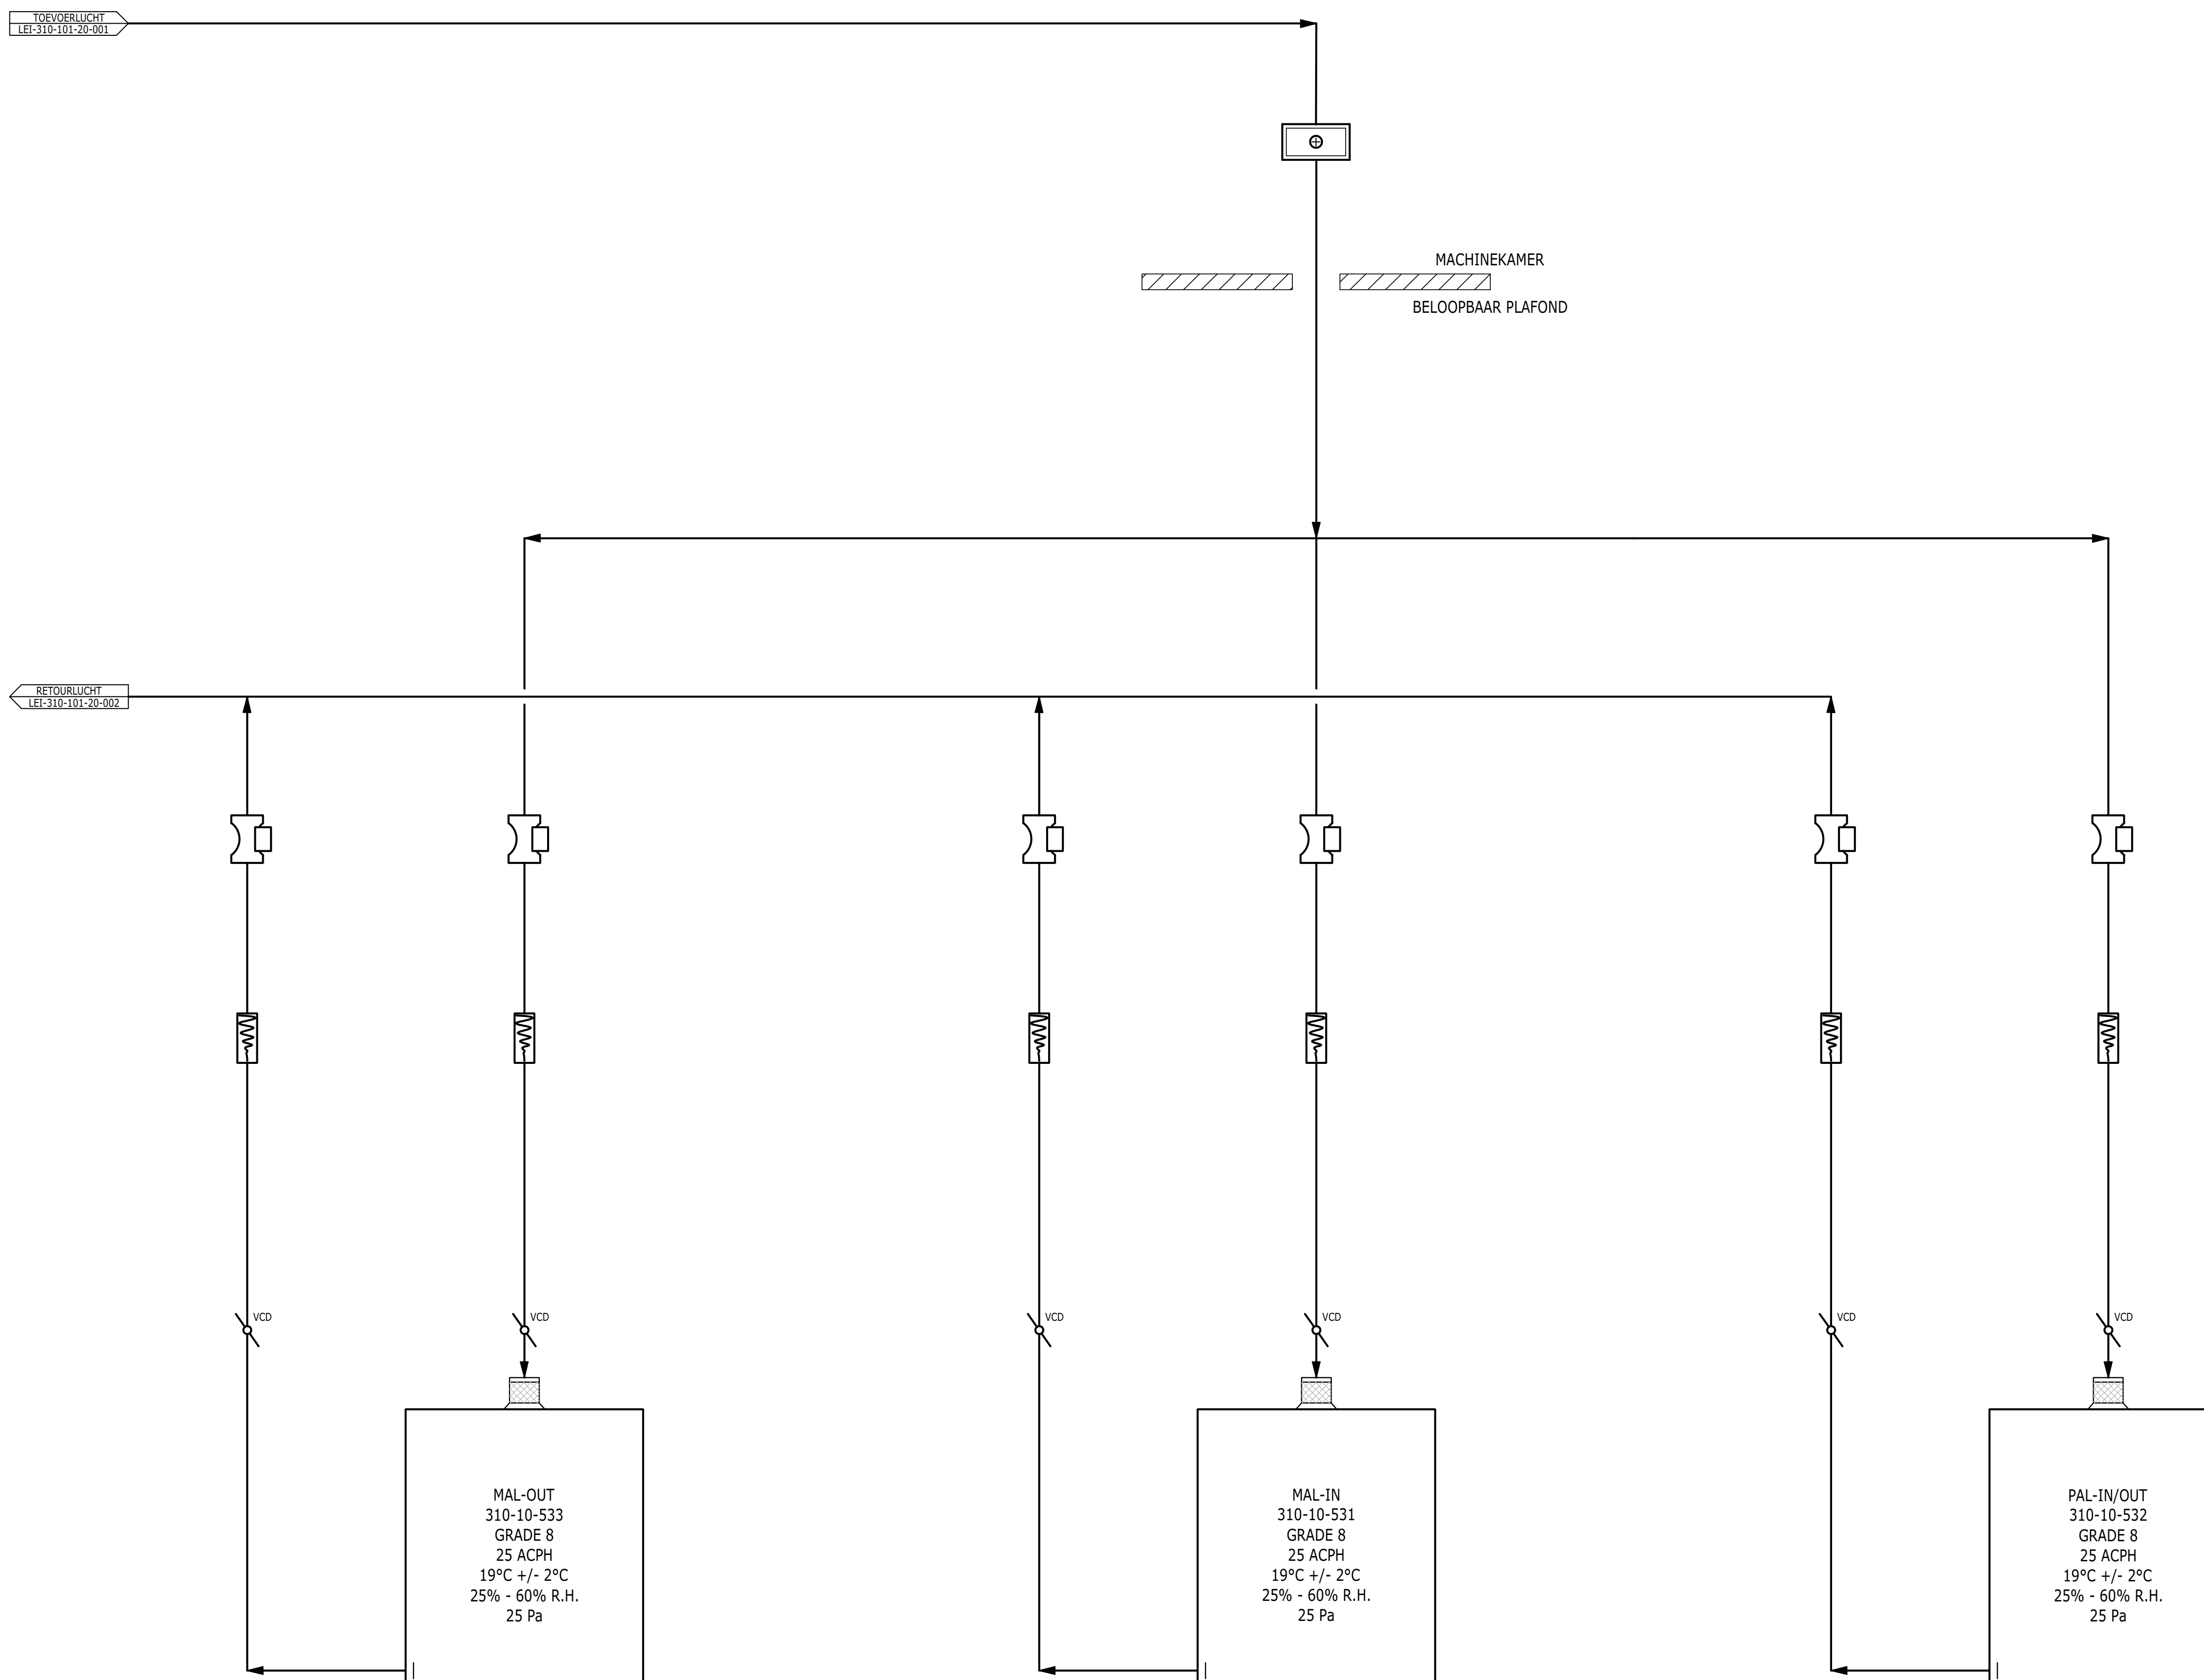 TOEVOERLUCHT
LEI-310-101-20-001
MACHINEKAMER
BELOOPBAAR PLAFOND
RETOURLUCHT
LEI-310-101-20-002
VCD
VCD
VCD
VCD
VCD
VCD
MAL-OUT
310-10-533
GRADE 8
25 ACPH
19°C +/- 2°C
25% - 60% R.H.
25 Pa
MAL-IN
310-10-531
GRADE 8
25 ACPH
19°C +/- 2°C
25% - 60% R.H.
25 Pa
PAL-IN/OUT
310-10-532
GRADE 8
25 ACPH
19°C +/- 2°C
25% - 60% R.H.
25 Pa